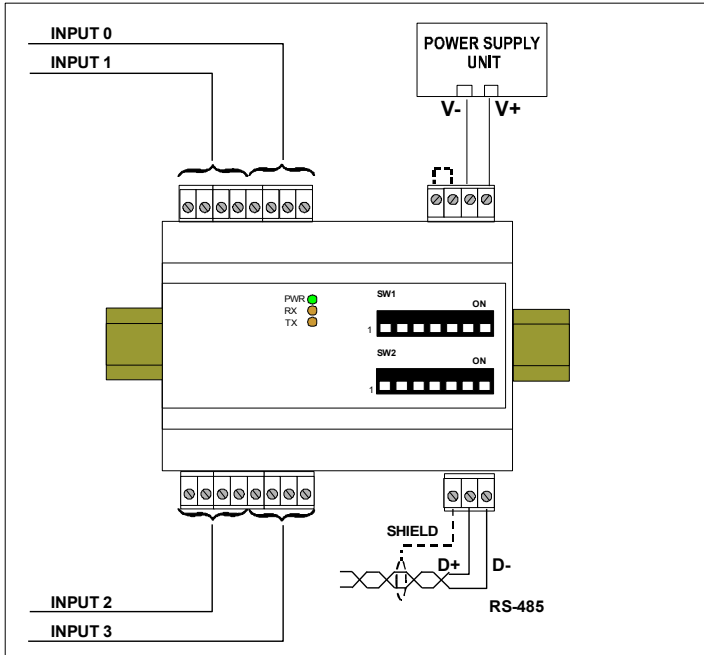 INPUT 0
INPUT 1
POWER SUPPLY
UNIT
V-
V+
PWR
RX
TX
SW1
ON
1
SW2
ON
1
SHIELD
D+
D-
RS-485
INPUT 2
INPUT 3